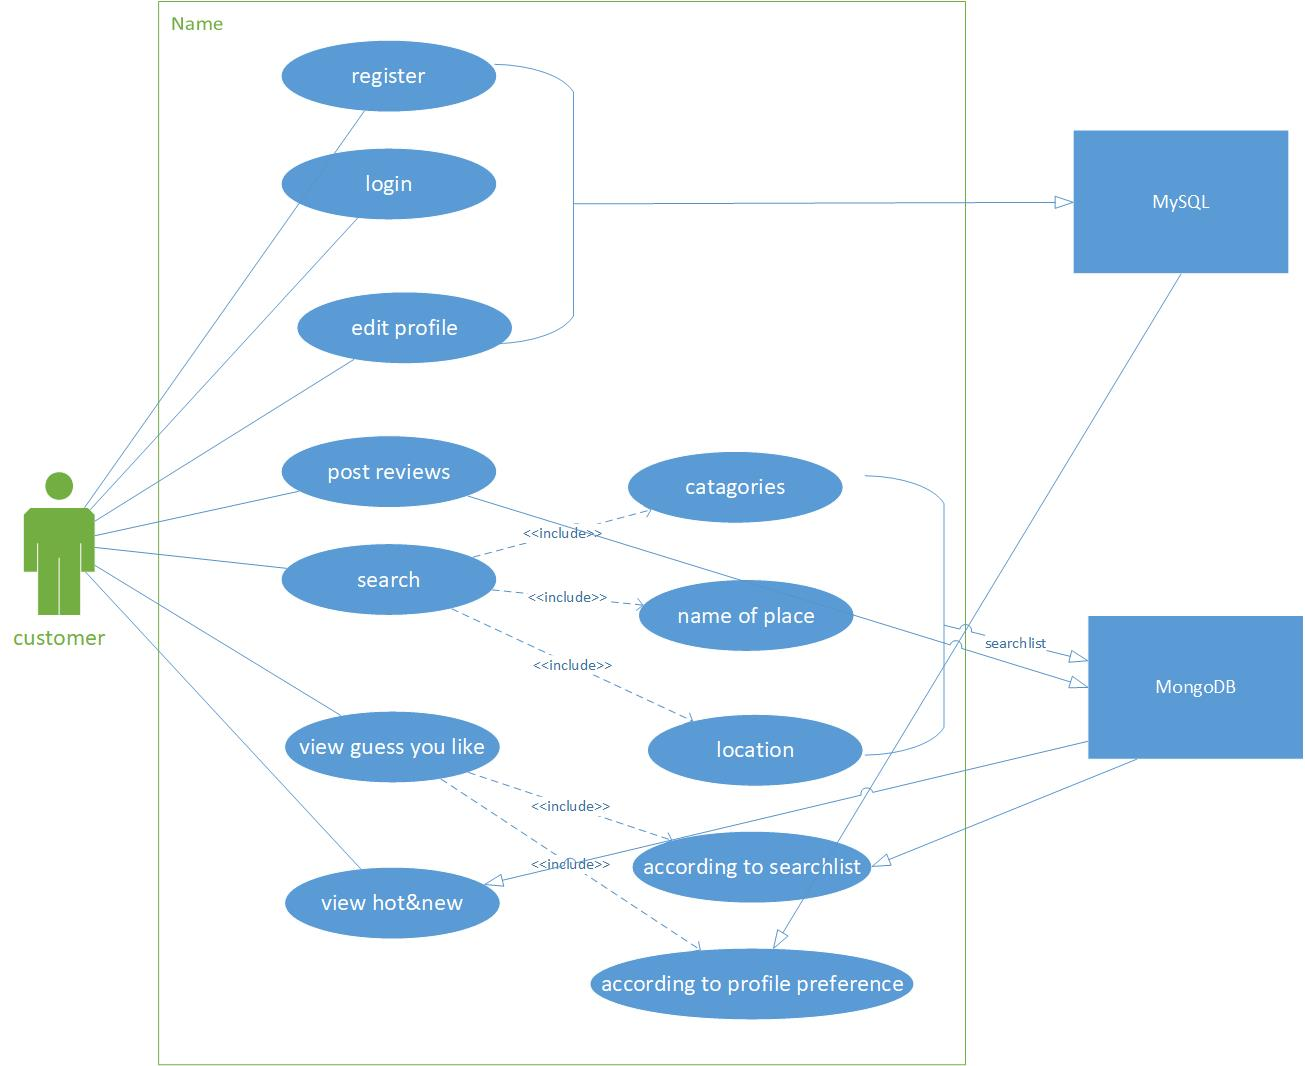 Name
register
login
MySQL
edit profile
post reviews
catagories
<<include>>
search
<<include>>
name of place
customer
searchlist
<<include>>
MongoDB
view guess you like
location
<<include>>
<<include>>
according to searchlist
view hot&new
according to profile preference